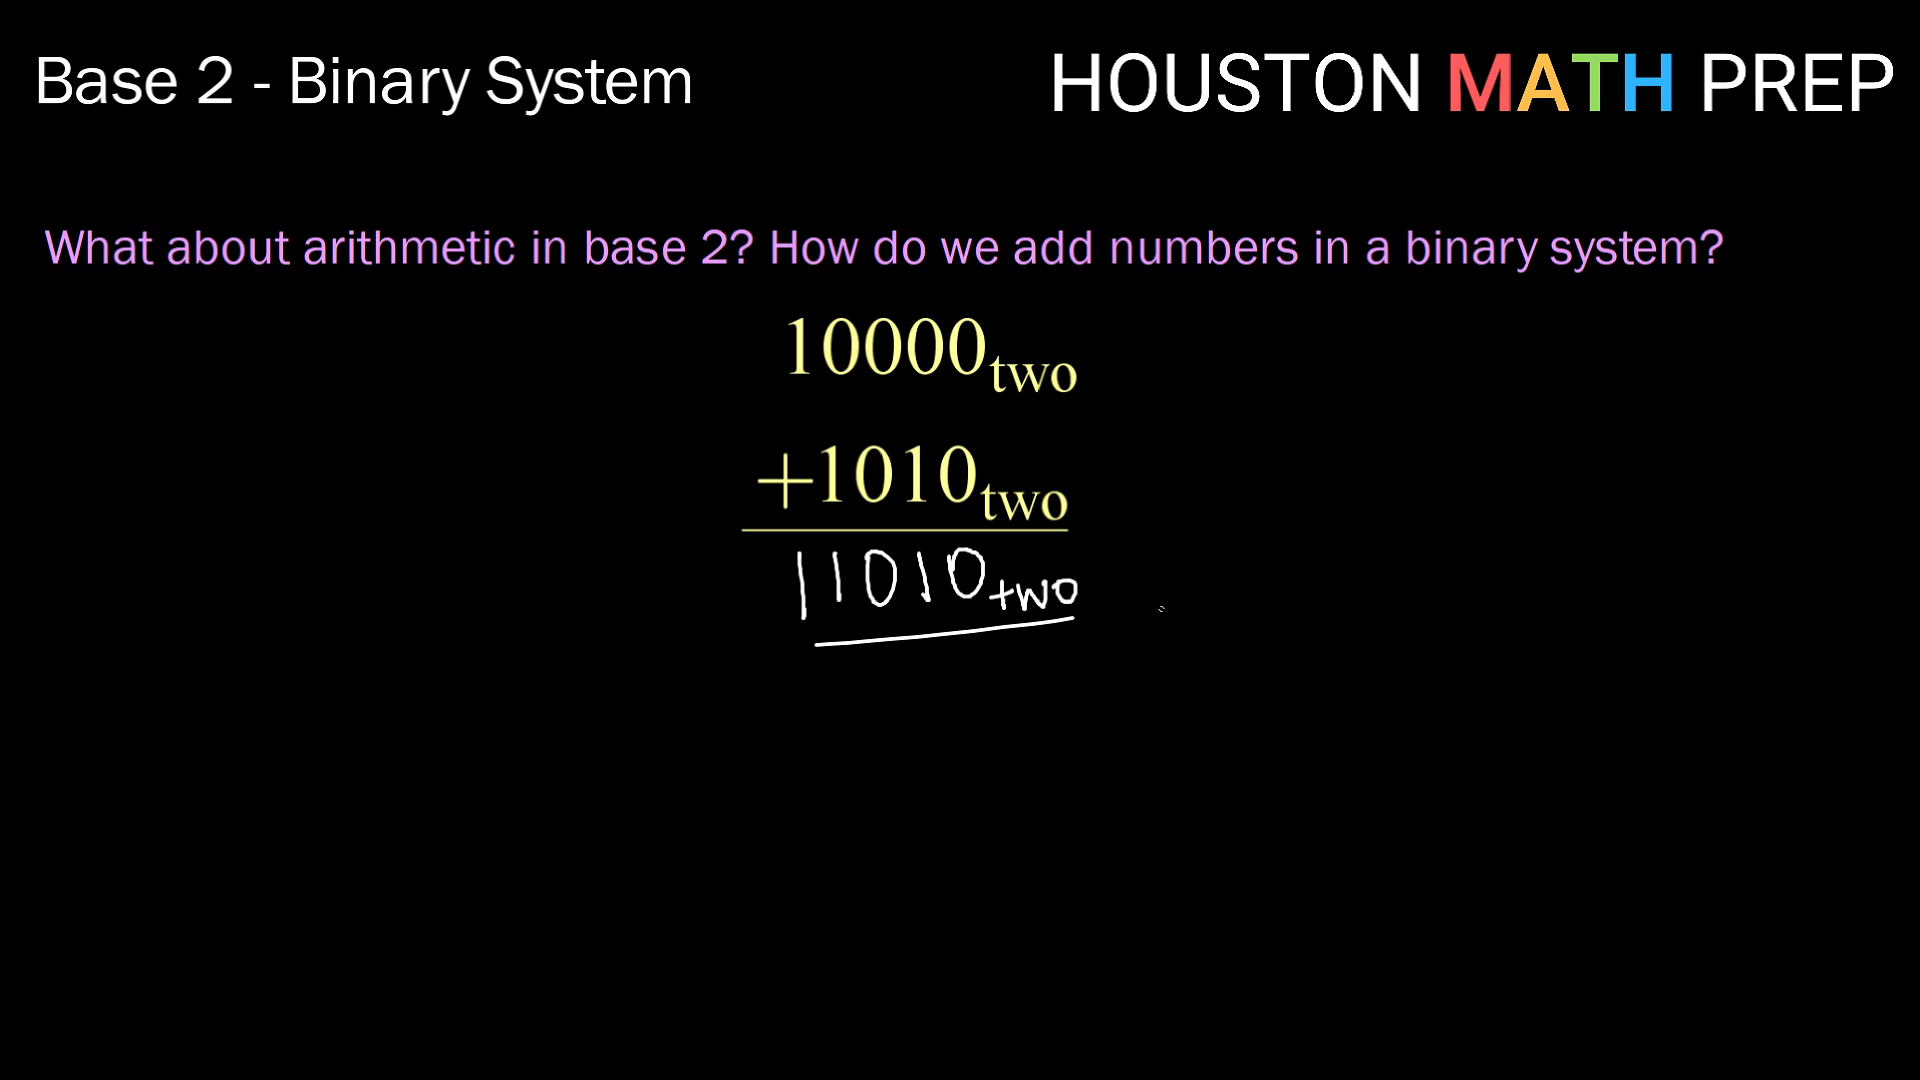 Base 2 - Binary System
HOUSTON MATH PREP
What about arithmetic in base 2? How do we add numbers in a binary system?
10000two
+1010two
11010two